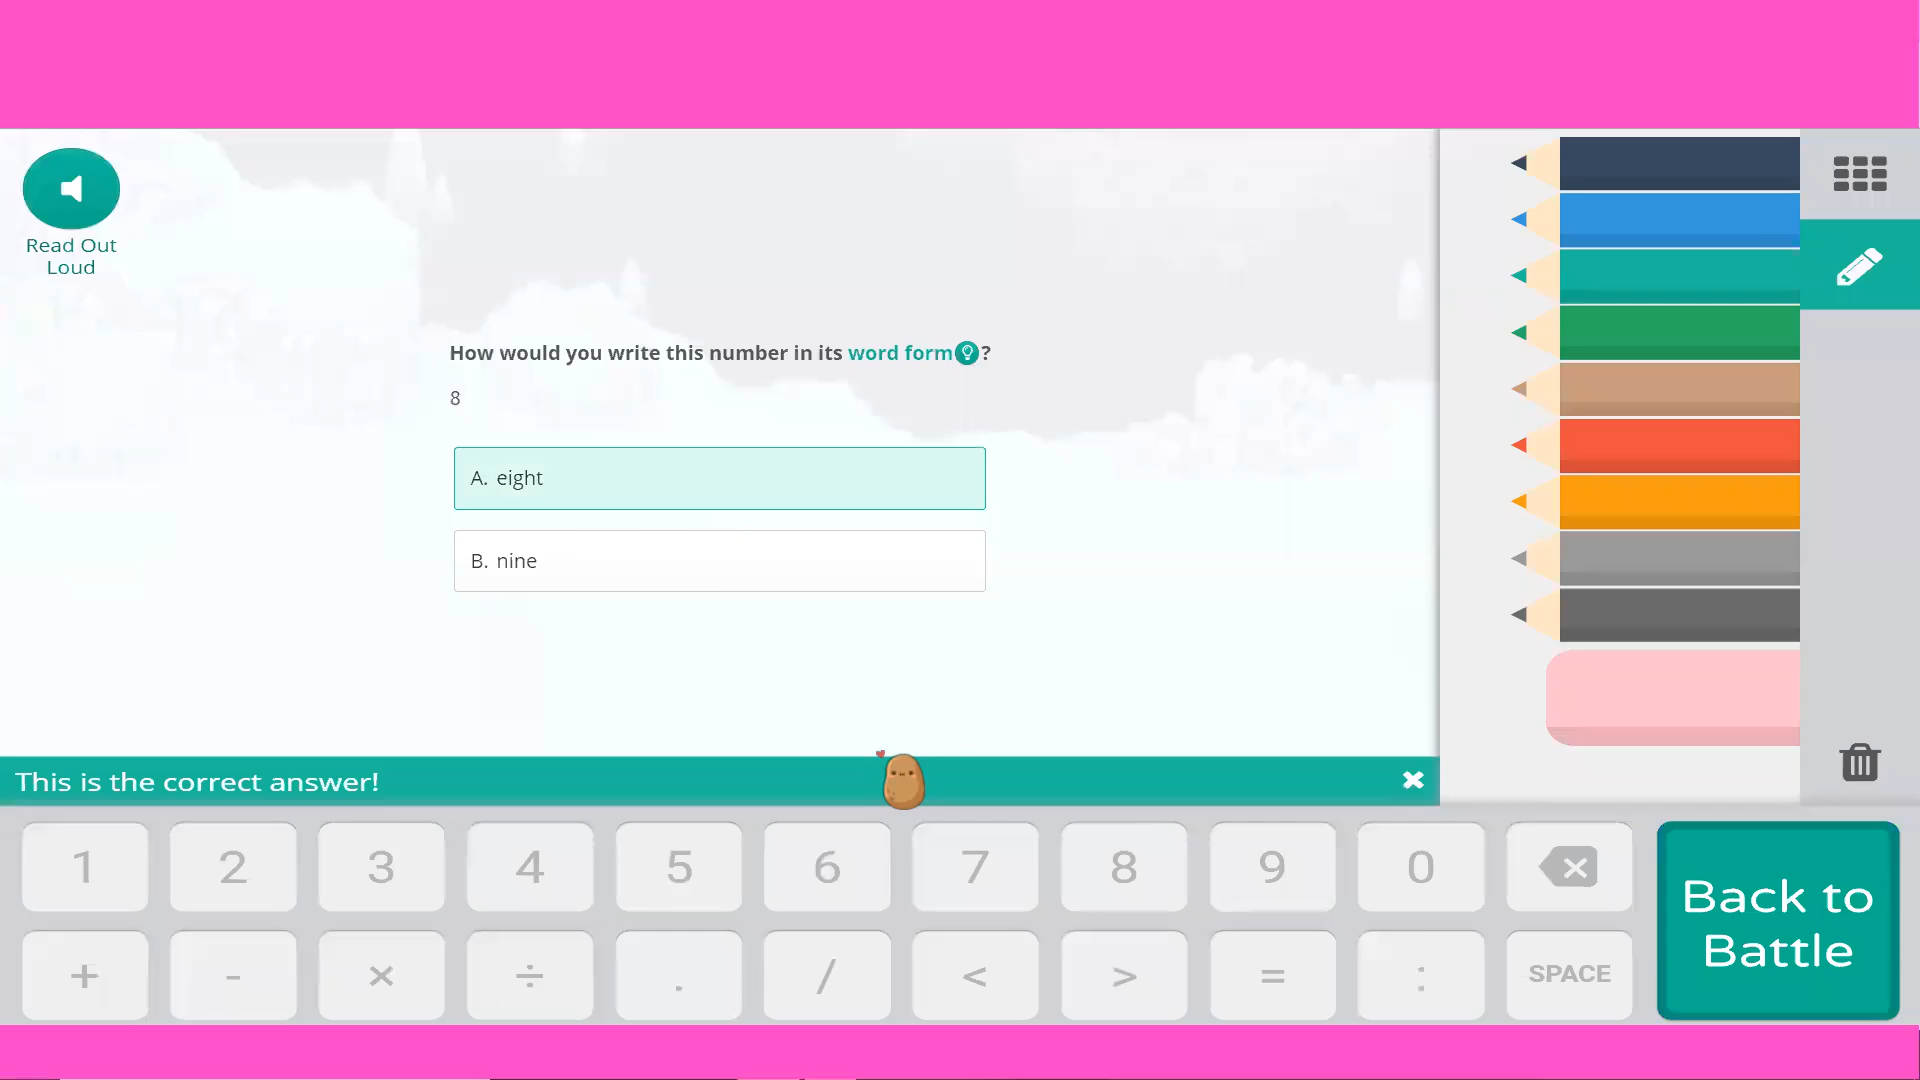 Read Out
Loud
How would you write this number in its word form?
8
A. eight
B. nine
This is the correct answer!
1 2 3 4 5 6 7 8 9 0
+ - × ÷ . / < > = : SPACE
Back to
Battle